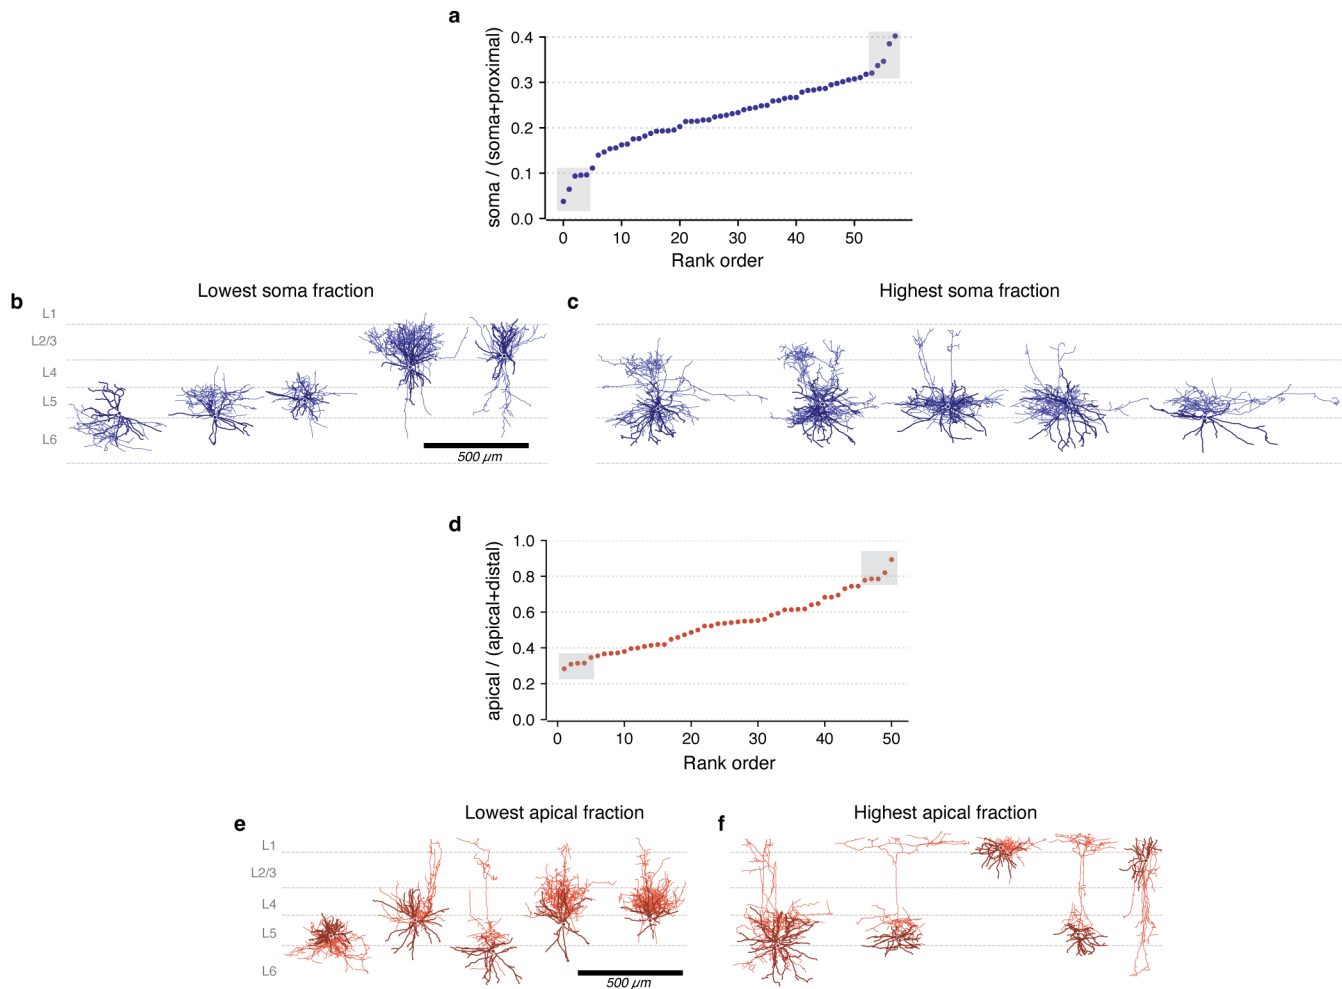 a
soma / (soma+proximal)
0.4
0.3
0.2
0.1
0.0
0 10 20 30 40 50
Rank order
b
Lowest soma fraction
L1
L2/3
L4
L5
L6
500 µm
c
Highest soma fraction
d
apical / (apical+distal)
1.0
0.8
0.6
0.4
0.2
0.0
0 10 20 30 40 50
Rank order
e
Lowest apical fraction
L1
L2/3
L4
L5
L6
500 µm
f
Highest apical fraction